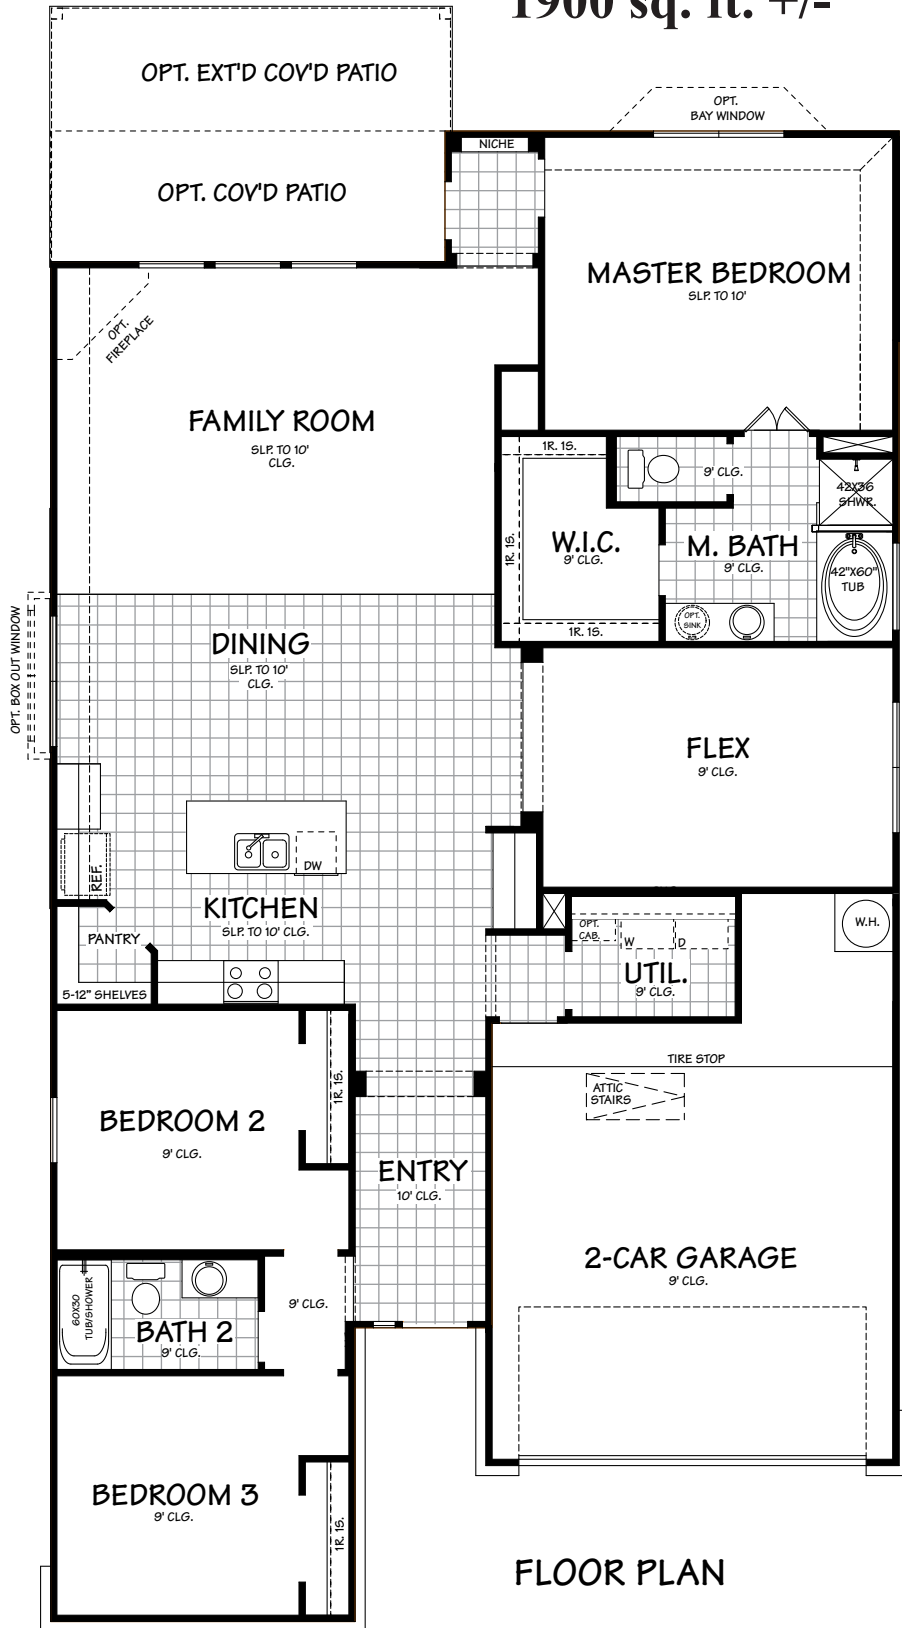 1900 sq. ft. +/-
OPT. EXT'D COV'D PATIO
OPT.
BAY WINDOW
NICHE
OPT. COV'D PATIO
MASTER BEDROOM
SLP. TO 10'
OPT.
FIREPLACE
FAMILY ROOM
SLP. TO 10'
CLG.
1R. 1S.
9' CLG.
42X36
SHWR.
1R. 1S.
W.I.C.
9' CLG.
M. BATH
9' CLG.
42"X60"
TUB
OPT.
SINK
1R. 1S.
OPT. BOX OUT WINDOW
DINING
SLP. TO 10'
CLG.
FLEX
9' CLG.
DW
REF.
KITCHEN
SLP. TO 10' CLG.
PANTRY
5-12" SHELVES
OPT.
CAB.
W
D
W.H.
UTIL.
9' CLG.
TIRE STOP
ATTIC
STAIRS
1R. 1S.
BEDROOM 2
9' CLG.
ENTRY
10' CLG.
2-CAR GARAGE
9' CLG.
60X30
TUB/SHOWER
9' CLG.
BATH 2
9' CLG.
BEDROOM 3
9' CLG.
1R. 1S.
FLOOR PLAN